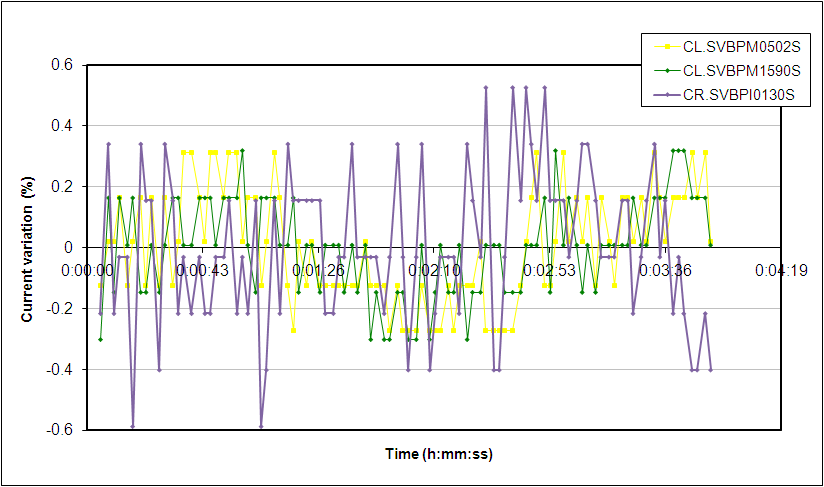 CL.SVBPM0502S
CL.SVBPM1590S
CR.SVBPI0130S
0.6
0.4
0.2
0
-0.2
-0.4
-0.6
0:00:00 0:00:43 0:01:26 0:02:10 0:02:53 0:03:36 0:04:19
Current variation (%)
Time (h:mm:ss)